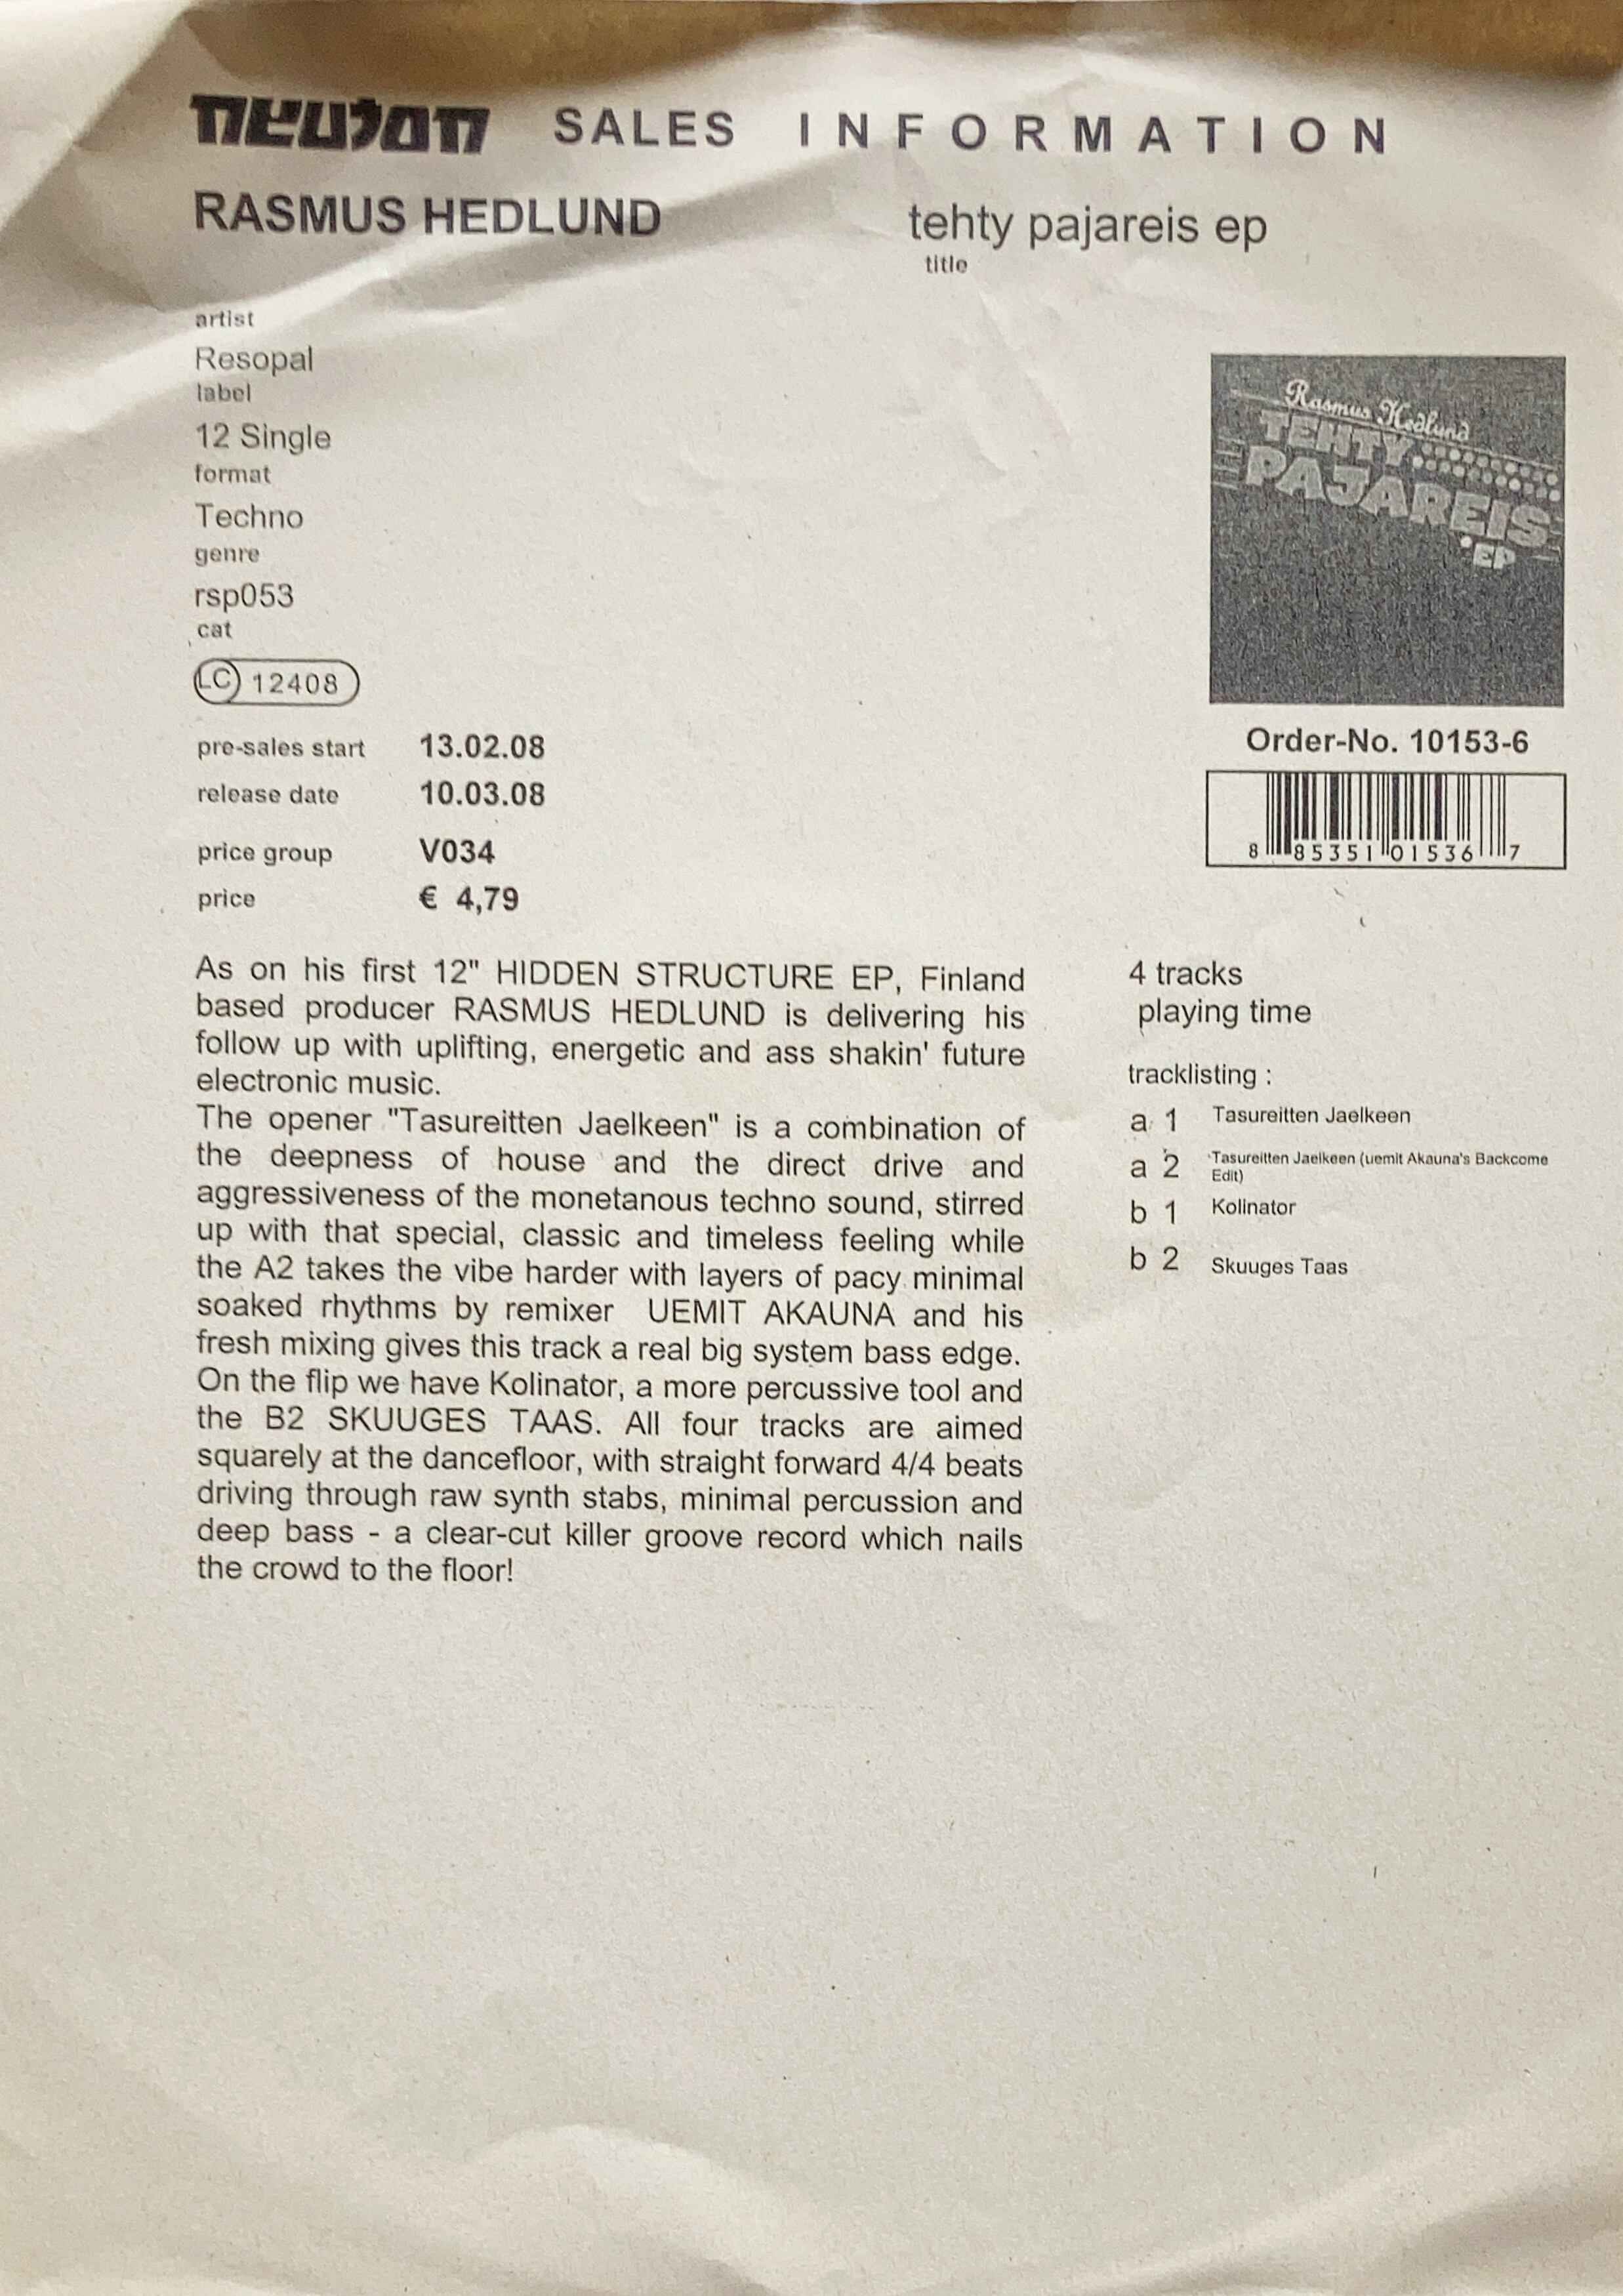 neuton SALES INFORMATION
RASMUS HEDLUND
tehty pajareis ep
title
artist
Resopal
label
12 Single
format
Techno
genre
rsp053
cat
LC 12408
pre-sales start 13.02.08
release date 10.03.08
price group V034
price € 4,79
Rasmus Hedlund
TEHTY
PAJAREIS
EP
Order-No. 10153-6
8 85351 01536 7
As on his first 12" HIDDEN STRUCTURE EP, Finland
based producer RASMUS HEDLUND is delivering his
follow up with uplifting, energetic and ass shakin' future
electronic music.
The opener "Tasureitten Jaelkeen" is a combination of
the deepness of house and the direct drive and
aggressiveness of the monetanous techno sound, stirred
up with that special, classic and timeless feeling while
the A2 takes the vibe harder with layers of pacy minimal
soaked rhythms by remixer UEMIT AKAUNA and his
fresh mixing gives this track a real big system bass edge.
On the flip we have Kolinator, a more percussive tool and
the B2 SKUUGES TAAS. All four tracks are aimed
squarely at the dancefloor, with straight forward 4/4 beats
driving through raw synth stabs, minimal percussion and
deep bass - a clear-cut killer groove record which nails
the crowd to the floor!
4 tracks
playing time
tracklisting :
a 1 Tasureitten Jaelkeen
a 2 Tasureitten Jaelkeen (uemit Akauna's Backcome
Edit)
b 1 Kolinator
b 2 Skuuges Taas